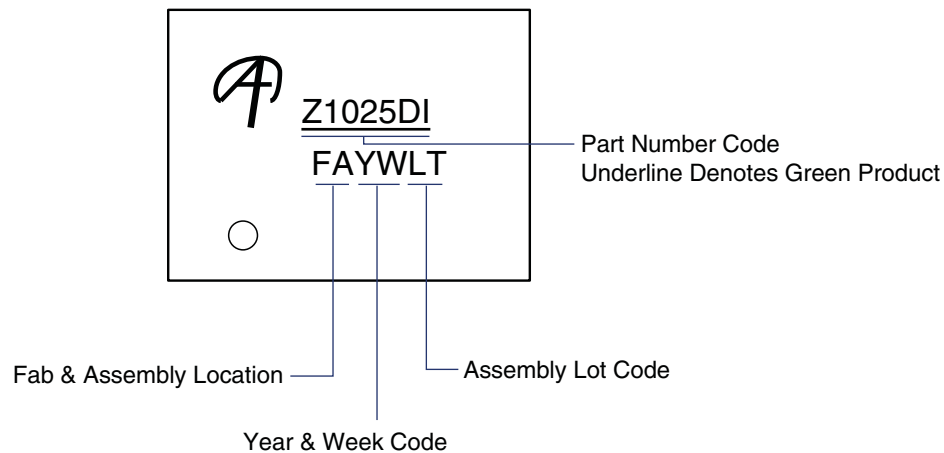 Z1025DI
FAYWLT
Part Number Code
Underline Denotes Green Product
Fab & Assembly Location
Assembly Lot Code
Year & Week Code